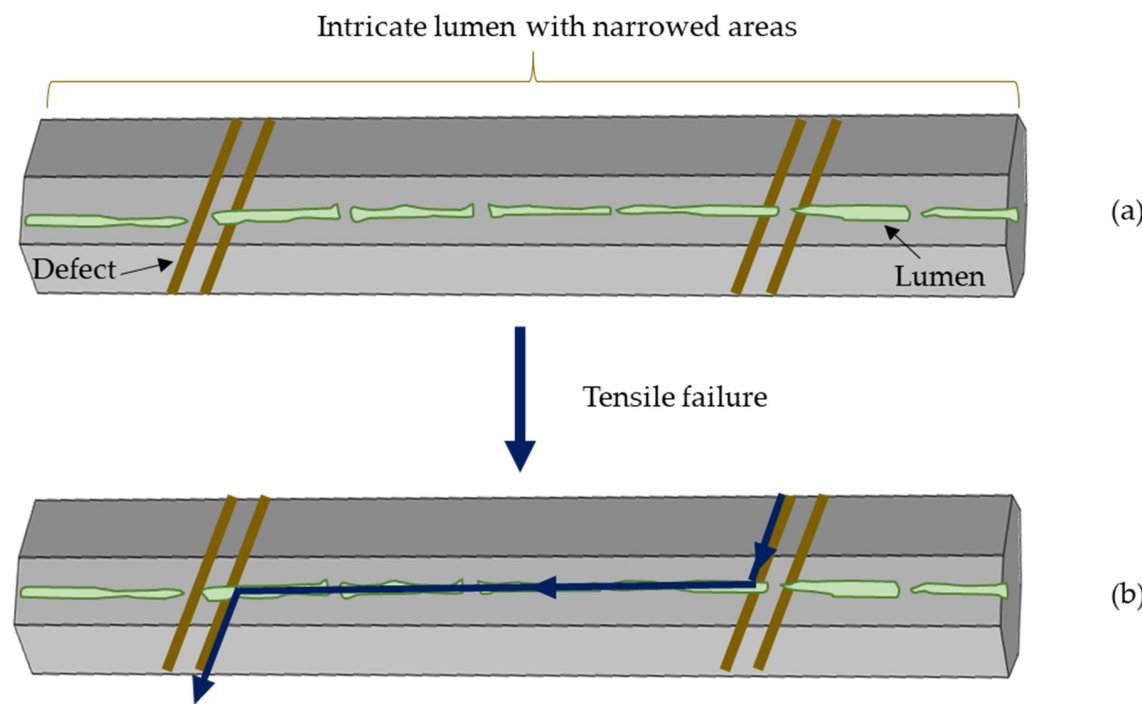 Intricate lumen with narrowed areas
(a)
Defect
Lumen
Tensile failure
(b)